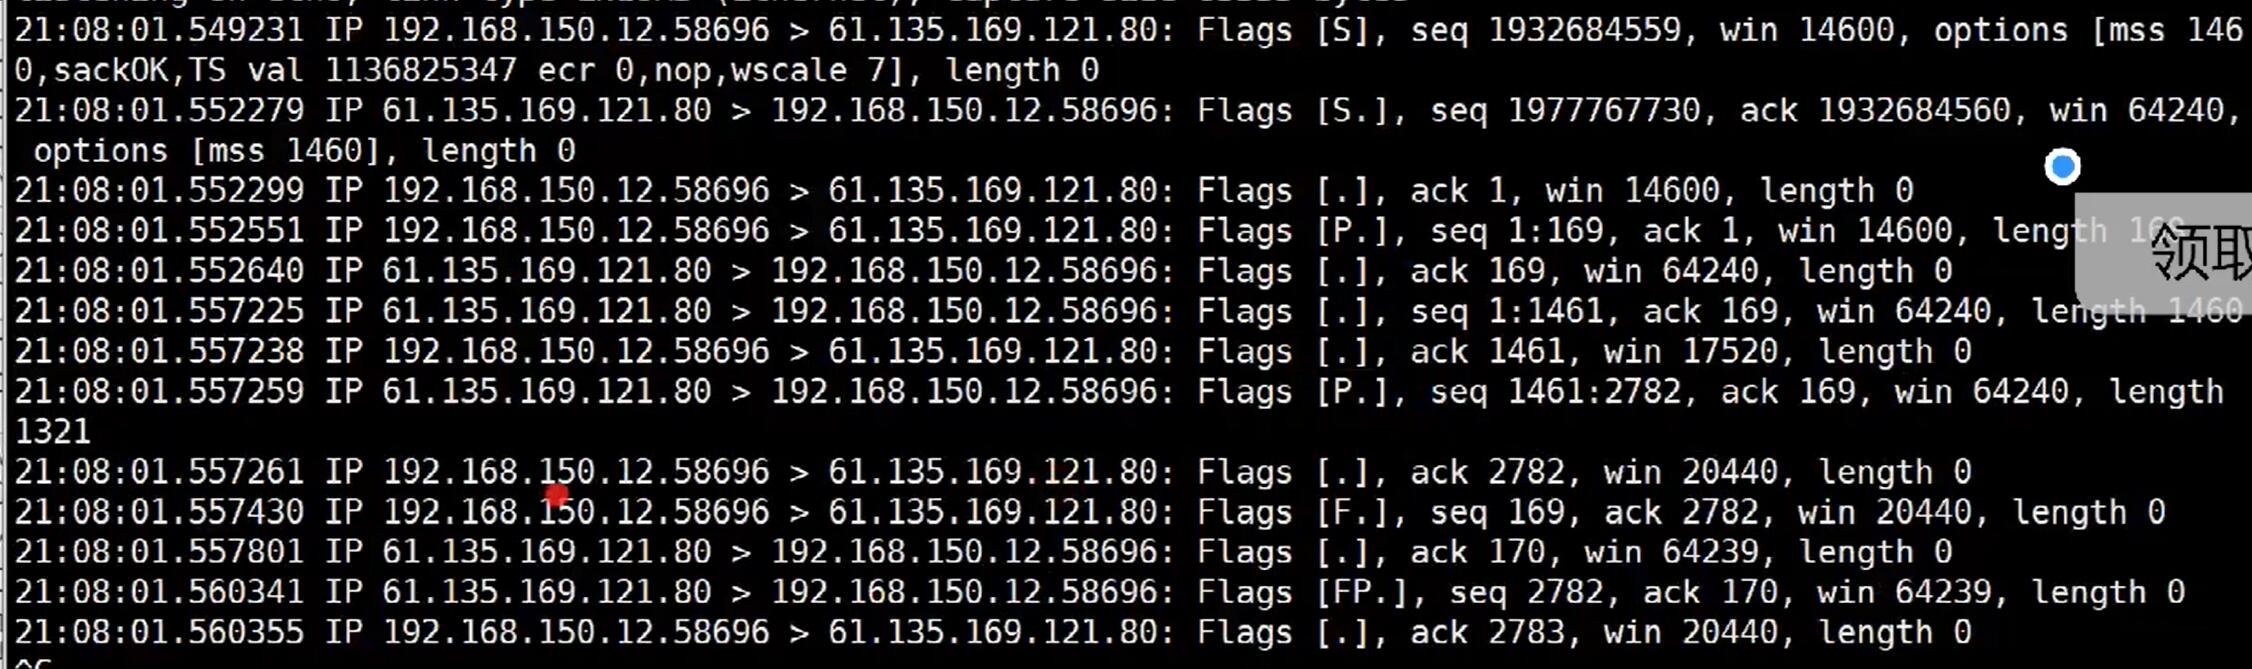 21:08:01.549231 IP 192.168.150.12.58696 > 61.135.169.121.80: Flags [S], seq 1932684559, win 14600, options [mss 146
0,sackOK,TS val 1136825347 ecr 0,nop,wscale 7], length 0
21:08:01.552279 IP 61.135.169.121.80 > 192.168.150.12.58696: Flags [S.], seq 1977767730, ack 1932684560, win 64240,
options [mss 1460], length 0
21:08:01.552299 IP 192.168.150.12.58696 > 61.135.169.121.80: Flags [.], ack 1, win 14600, length 0
21:08:01.552551 IP 192.168.150.12.58696 > 61.135.169.121.80: Flags [P.], seq 1:169, ack 1, win 14600, length 168
领取
21:08:01.552640 IP 61.135.169.121.80 > 192.168.150.12.58696: Flags [.], ack 169, win 64240, length 0
21:08:01.557225 IP 61.135.169.121.80 > 192.168.150.12.58696: Flags [.], seq 1:1461, ack 169, win 64240, length 1460
21:08:01.557238 IP 192.168.150.12.58696 > 61.135.169.121.80: Flags [.], ack 1461, win 17520, length 0
21:08:01.557259 IP 61.135.169.121.80 > 192.168.150.12.58696: Flags [P.], seq 1461:2782, ack 169, win 64240, length
1321
21:08:01.557261 IP 192.168.150.12.58696 > 61.135.169.121.80: Flags [.], ack 2782, win 20440, length 0
21:08:01.557430 IP 192.168.150.12.58696 > 61.135.169.121.80: Flags [F.], seq 169, ack 2782, win 20440, length 0
21:08:01.557801 IP 61.135.169.121.80 > 192.168.150.12.58696: Flags [.], ack 170, win 64239, length 0
21:08:01.560341 IP 61.135.169.121.80 > 192.168.150.12.58696: Flags [FP.], seq 2782, ack 170, win 64239, length 0
21:08:01.560355 IP 192.168.150.12.58696 > 61.135.169.121.80: Flags [.], ack 2783, win 20440, length 0